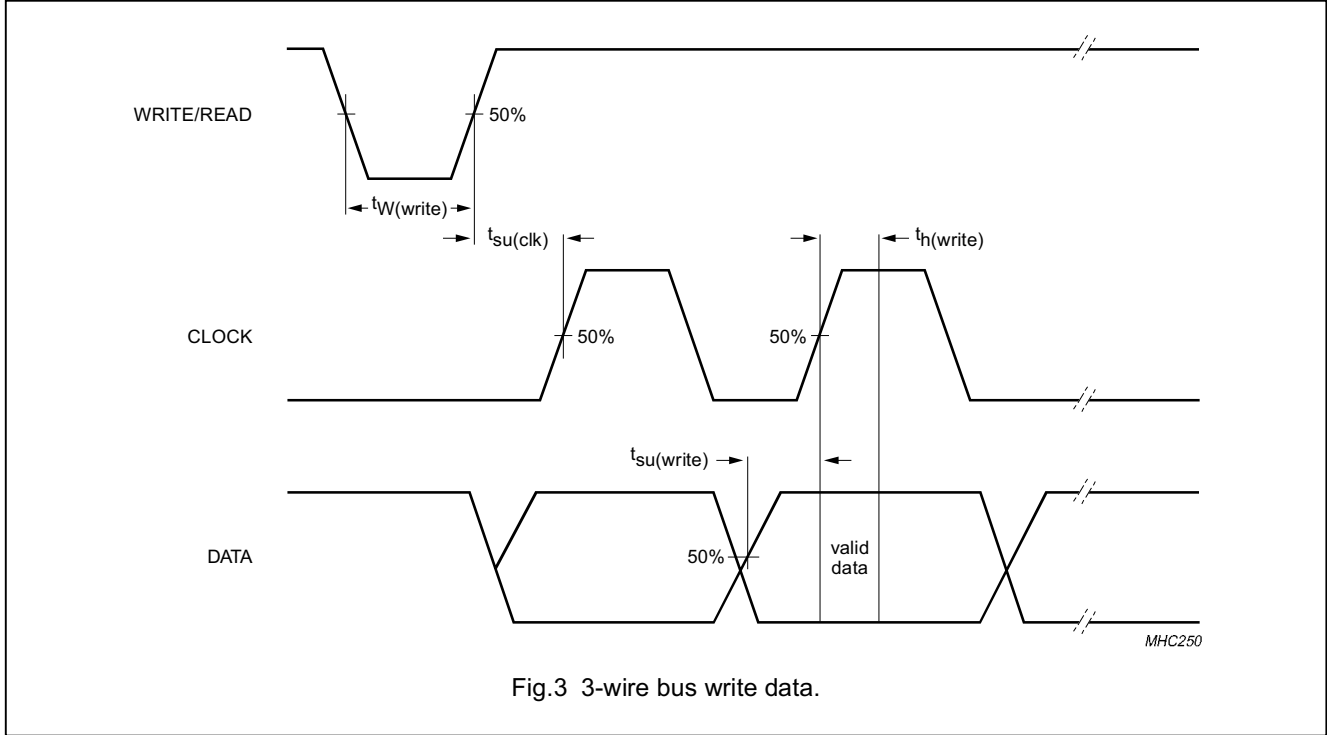 WRITE/READ
50%
tW(write)
tsu(clk)
th(write)
CLOCK
50%
50%
tsu(write)
DATA
50%
valid
data
MHC250
Fig.3 3-wire bus write data.